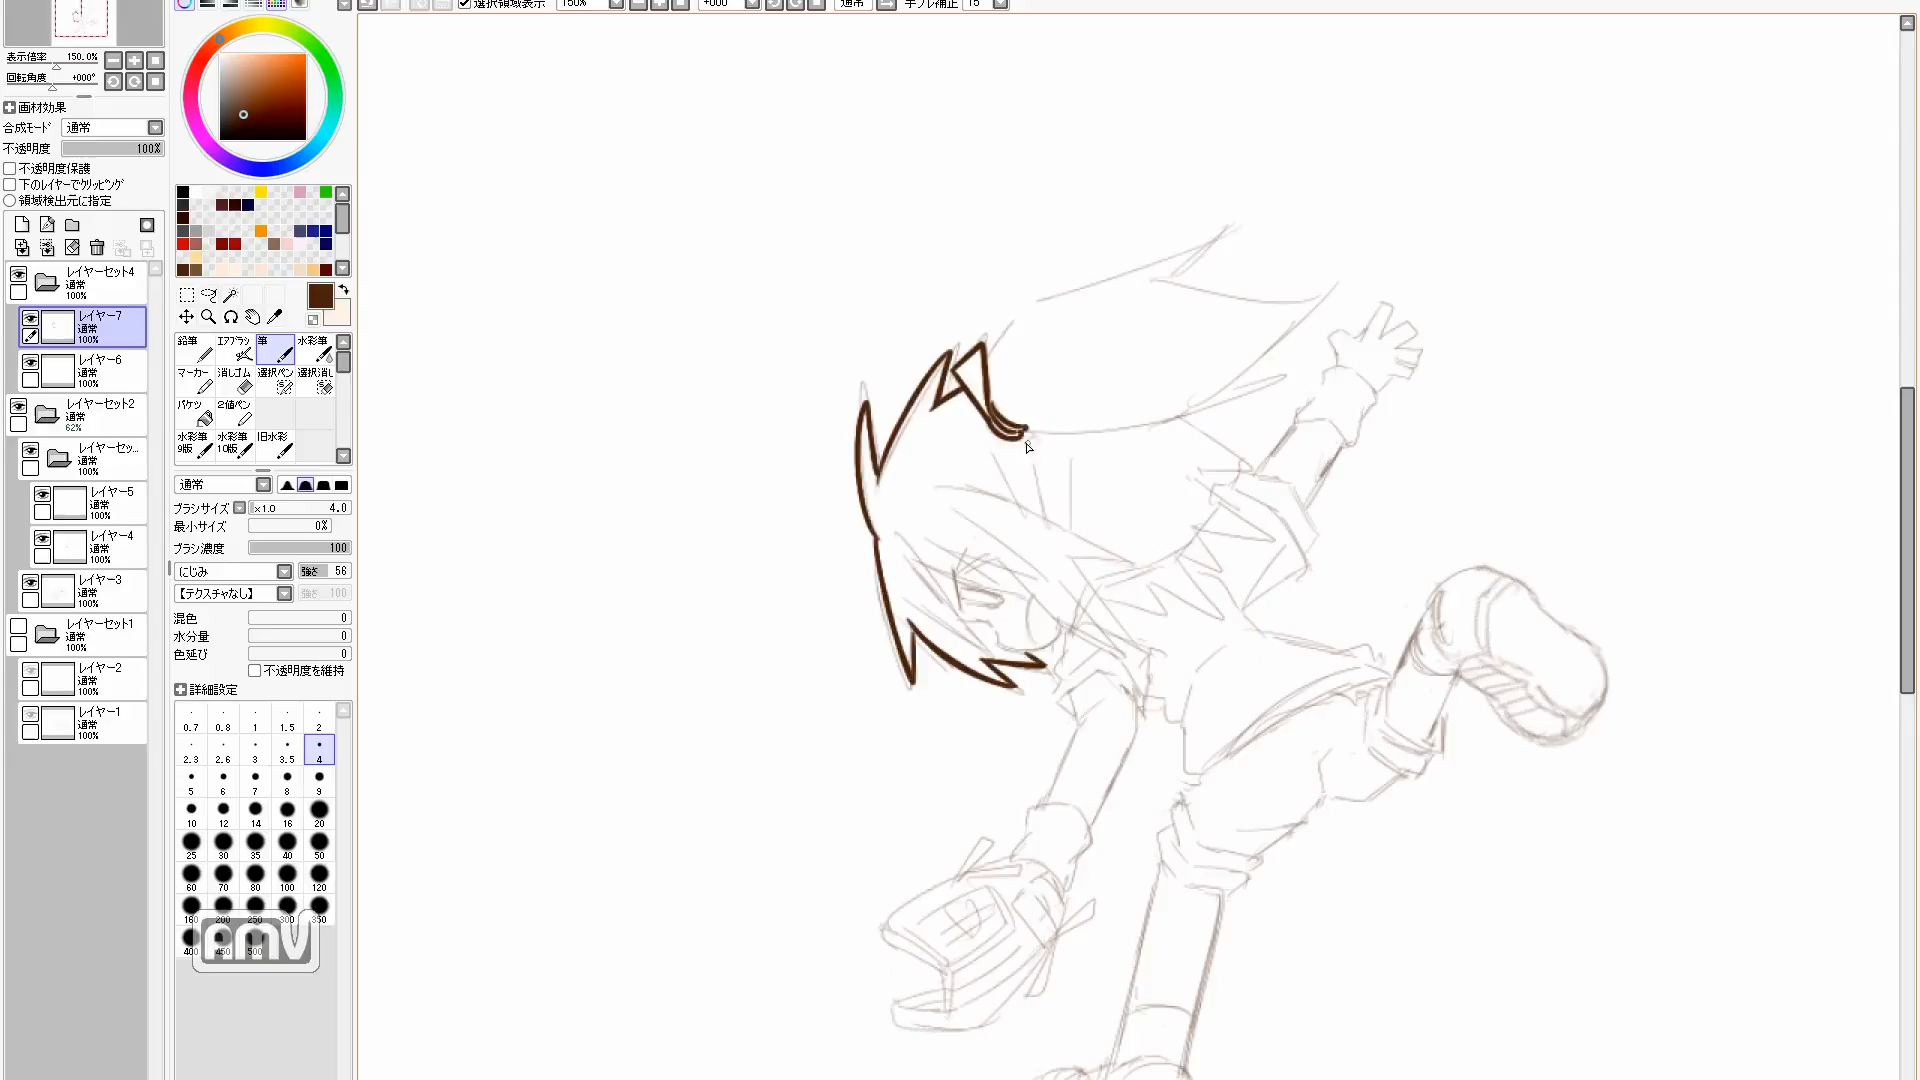 選択領域表示 150% +000° 通常 手ブレ補正 15
表示倍率 150.0%
回転角度 +000°
画材効果
合成モード 通常
不透明度 100%
不透明度保護
下のレイヤーでクリッピング
領域検出元に指定
レイヤーセット4
通常
100%
レイヤー7
通常
100%
レイヤー6
通常
100%
レイヤーセット2
通常
62%
レイヤーセッ...
通常
100%
レイヤー5
通常
100%
レイヤー4
通常
100%
レイヤー3
通常
100%
レイヤーセット1
通常
100%
レイヤー2
通常
100%
レイヤー1
通常
100%
鉛筆 エアブラシ 筆 水彩筆
マーカー 消しゴム 選択ペン 選択消し
バケツ 2値ペン
水彩筆 水彩筆 旧水彩
9版 10版
通常
ブラシサイズ ×1.0 4.0
最小サイズ 0%
ブラシ濃度 100
にじみ 強さ 56
【テクスチャなし】 強さ 100
混色 0
水分量 0
色延び 0
不透明度を維持
詳細設定
0.7 0.8 1 1.5 2
2.3 2.6 3 3.5 4
5 6 7 8 9
10 12 14 16 20
25 30 35 40 50
60 70 80 100 120
160 200 250 300 350
400 450 500
AMV